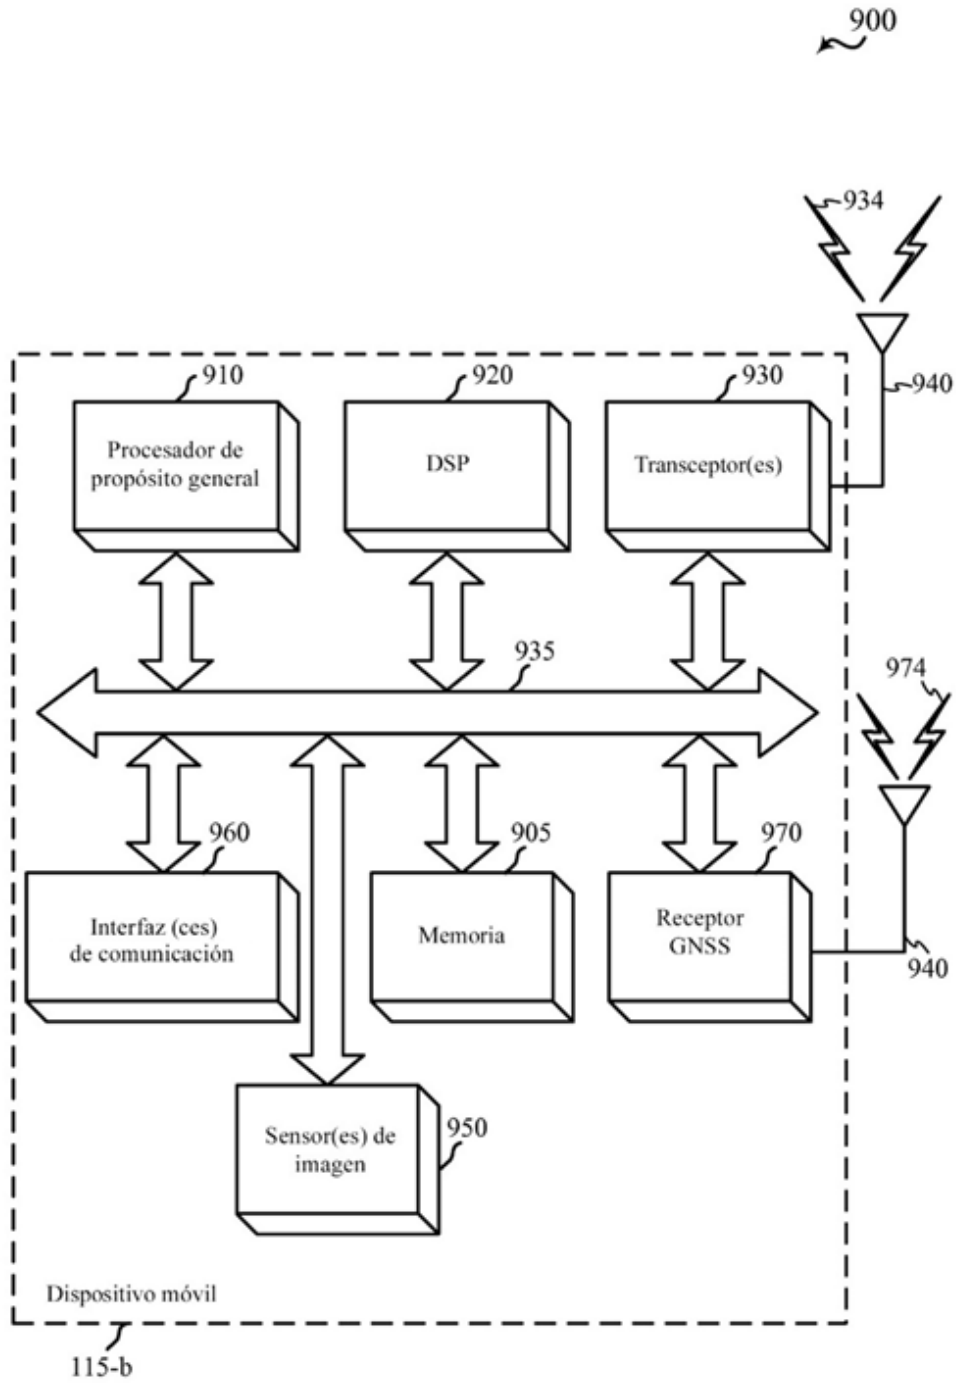 900
934
940
910
920
930
Procesador de
propósito general
DSP
Transceptor(es)
935
974
960
905
970
Interfaz (ces)
de comunicación
Memoria
Receptor
GNSS
940
950
Sensor(es) de
imagen
Dispositivo móvil
115-b